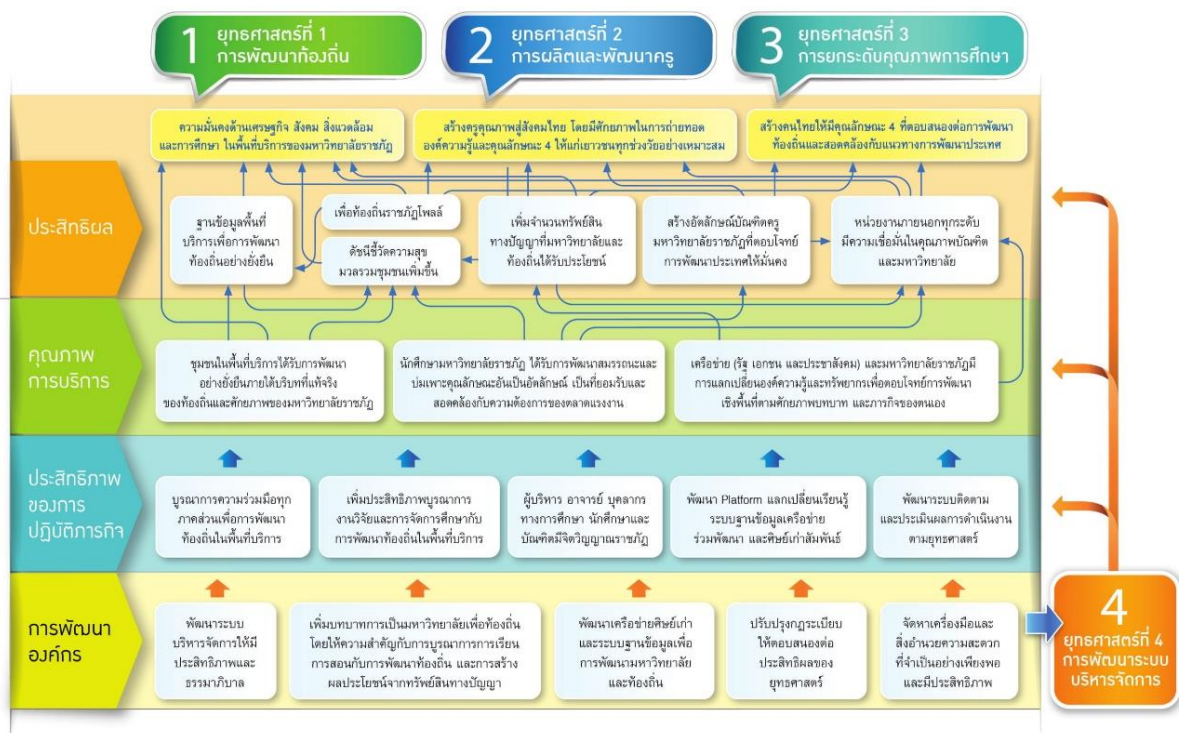 1
ยุทธศาสตร์ที่ 1
การพัฒนาท้องถิ่น
2
ยุทธศาสตร์ที่ 2
การผลิตและพัฒนาครู
3
ยุทธศาสตร์ที่ 3
การยกระดับคุณภาพการศึกษา
ประสิทธิผล
ความมั่นคงด้านเศรษฐกิจ สังคม สิ่งแวดล้อม
และการศึกษา ในพื้นที่บริการของมหาวิทยาลัยราชภัฏ
สร้างครูคุณภาพสู่สังคมไทย โดยมีศักยภาพในการถ่ายทอด
องค์ความรู้และคุณลักษณะ 4 ให้แก่เยาวชนทุกช่วงวัยอย่างเหมาะสม
สร้างคนไทยให้มีคุณลักษณะ 4 ที่ตอบสนองต่อการพัฒนา
ท้องถิ่นและสอดคล้องกับแนวทางการพัฒนาประเทศ
ฐานข้อมูลพื้นที่
บริการเพื่อการพัฒนา
ท้องถิ่นอย่างยั่งยืน
เพื่อท้องถิ่นราชภัฏโพลล์
ดัชนีชี้วัดความสุข
มวลรวมชุมชนเพิ่มขึ้น
เพิ่มจำนวนทรัพย์สิน
ทางปัญญาที่มหาวิทยาลัยและ
ท้องถิ่นได้รับประโยชน์
สร้างอัตลักษณ์บัณฑิตครู
มหาวิทยาลัยราชภัฏที่ตอบโจทย์
การพัฒนาประเทศให้มั่นคง
หน่วยงานภายนอกทุกระดับ
มีความเชื่อมั่นในคุณภาพบัณฑิต
และมหาวิทยาลัย
คุณภาพ
การบริการ
ชุมชนในพื้นที่บริการได้รับการพัฒนา
อย่างยั่งยืนภายใต้บริบทที่แท้จริง
ของท้องถิ่นและศักยภาพของมหาวิทยาลัยราชภัฏ
นักศึกษามหาวิทยาลัยราชภัฏ ได้รับการพัฒนาสมรรถนะและ
บ่มเพาะคุณลักษณะอันเป็นอัตลักษณ์ เป็นที่ยอมรับและ
สอดคล้องกับความต้องการของตลาดแรงงาน
เครือข่าย (รัฐ เอกชน และประชาสังคม) และมหาวิทยาลัยราชภัฏมี
การแลกเปลี่ยนองค์ความรู้และทรัพยากรเพื่อตอบโจทย์การพัฒนา
เชิงพื้นที่ตามศักยภาพบทบาท และภารกิจของตนเอง
ประสิทธิภาพ
ของการ
ปฏิบัติภารกิจ
บูรณาการความร่วมมือทุก
ภาคส่วนเพื่อการพัฒนา
ท้องถิ่นในพื้นที่บริการ
เพิ่มประสิทธิภาพบูรณาการ
งานวิจัยและการจัดการศึกษากับ
การพัฒนาท้องถิ่นในพื้นที่บริการ
ผู้บริหาร อาจารย์ บุคลากร
ทางการศึกษา นักศึกษาและ
บัณฑิตมีจิตวิญญาณราชภัฏ
พัฒนา Platform แลกเปลี่ยนเรียนรู้
ระบบฐานข้อมูลเครือข่าย
ร่วมพัฒนา และศิษย์เก่าสัมพันธ์
พัฒนาระบบติดตาม
และประเมินผลการดำเนินงาน
ตามยุทธศาสตร์
การพัฒนา
องค์กร
พัฒนาระบบ
บริหารจัดการให้มี
ประสิทธิภาพและ
ธรรมาภิบาล
เพิ่มบทบาทการเป็นมหาวิทยาลัยเพื่อท้องถิ่น
โดยให้ความสำคัญกับการบูรณาการการเรียน
การสอนกับการพัฒนาท้องถิ่น และการสร้าง
ผลประโยชน์จากทรัพย์สินทางปัญญา
พัฒนาเครือข่ายศิษย์เก่า
และระบบฐานข้อมูลเพื่อ
การพัฒนามหาวิทยาลัย
และท้องถิ่น
ปรับปรุงกฎระเบียบ
ให้ตอบสนองต่อ
ประสิทธิผลของ
ยุทธศาสตร์
จัดหาเครื่องมือและ
สิ่งอำนวยความสะดวก
ที่จำเป็นอย่างเพียงพอ
และมีประสิทธิภาพ
4
ยุทธศาสตร์ที่ 4
การพัฒนาระบบ
บริหารจัดการ